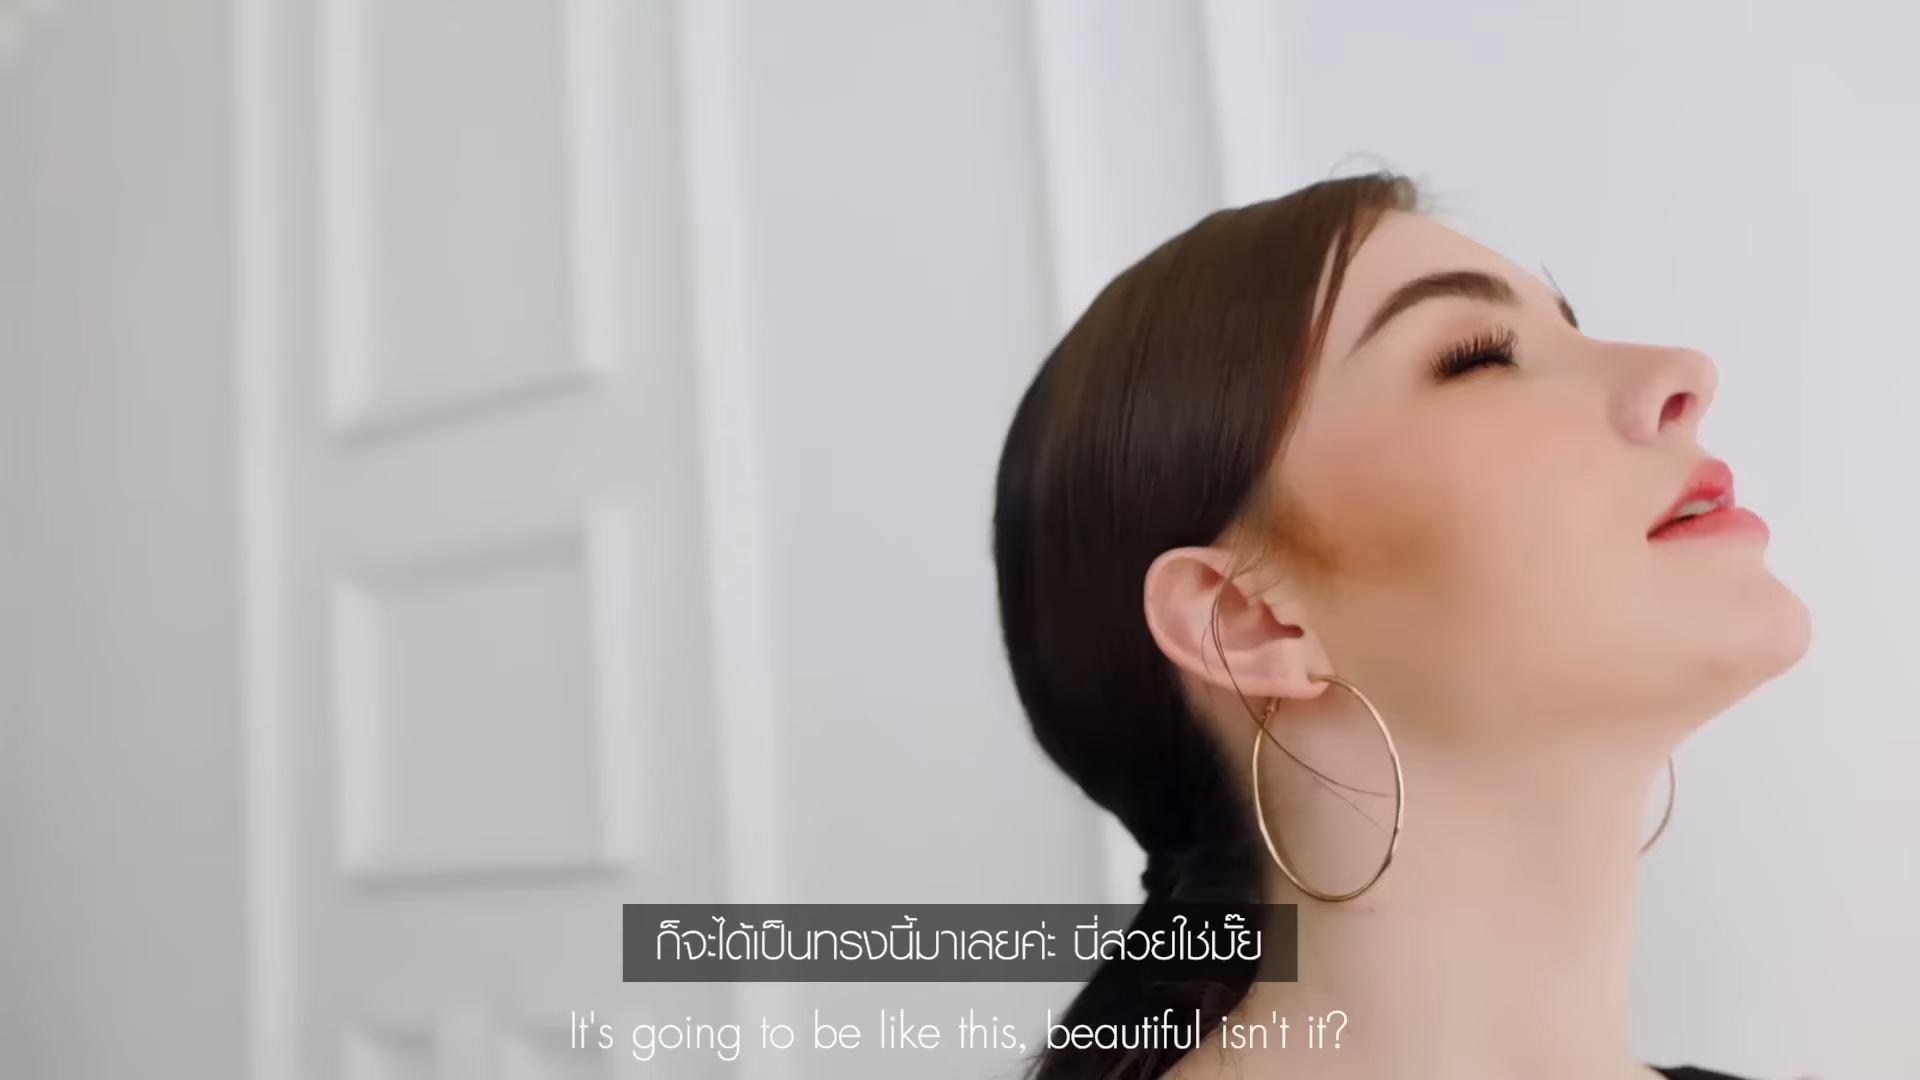 ก็จะได้เป็นทรงนี้มาเลยค่ะ นี่สวยใช่มั๊ย
It's going to be like this, beautiful isn't it?